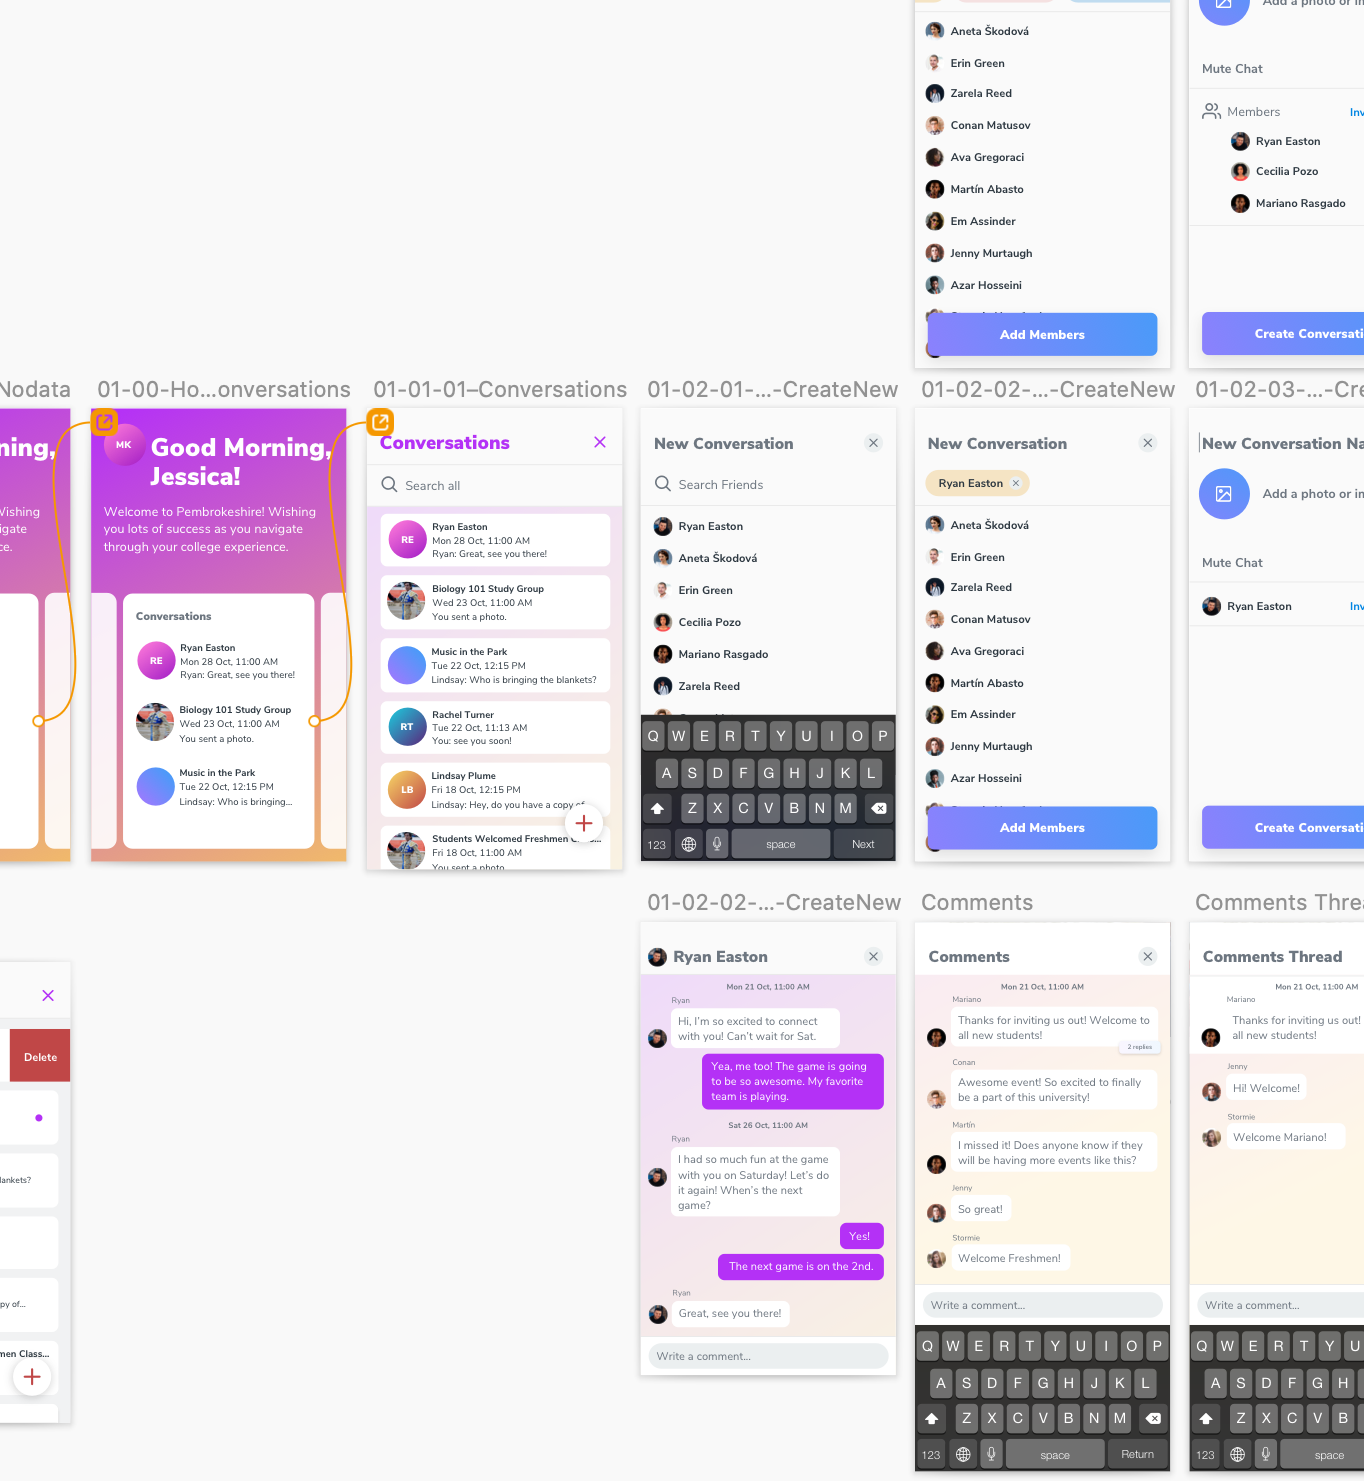 Aneta Škodová
Erin Green
Zarela Reed
Conan Matusov
Ava Gregoraci
Martín Abasto
Em Assinder
Jenny Murtaugh
Azar Hosseini
Add Members
Add a photo or im
Mute Chat
Members
Inv
Ryan Easton
Cecilia Pozo
Mariano Rasgado
Create Conversati
Nodata
ning,
Wishing
igate
ce.
01-00-Ho...onversations
MK
Good Morning,
Jessica!
Welcome to Pembrokeshire! Wishing
you lots of success as you navigate
through your college experience.
Conversations
RE
Ryan Easton
Mon 28 Oct, 11:00 AM
Ryan: Great, see you there!
Biology 101 Study Group
Wed 23 Oct, 11:00 AM
You sent a photo.
Music in the Park
Tue 22 Oct, 12:15 PM
Lindsay: Who is bringing...
01-01-01–Conversations
Conversations
Search all
RE
Ryan Easton
Mon 28 Oct, 11:00 AM
Ryan: Great, see you there!
Biology 101 Study Group
Wed 23 Oct, 11:00 AM
You sent a photo.
Music in the Park
Tue 22 Oct, 12:15 PM
Lindsay: Who is bringing the blankets?
RT
Rachel Turner
Tue 22 Oct, 11:13 AM
You: see you soon!
LB
Lindsay Plume
Fri 18 Oct, 12:15 PM
Lindsay: Hey, do you have a copy of
Students Welcomed Freshmen Class...
Fri 18 Oct, 11:00 AM
You sent a photo
01-02-01-...-CreateNew
New Conversation
Search Friends
Ryan Easton
Aneta Škodová
Erin Green
Cecilia Pozo
Mariano Rasgado
Zarela Reed
Q W E R T Y U I O P
A S D F G H J K L
Z X C V B N M
123 space Next
01-02-02-...-CreateNew
New Conversation
Ryan Easton
Aneta Škodová
Erin Green
Zarela Reed
Conan Matusov
Ava Gregoraci
Martín Abasto
Em Assinder
Jenny Murtaugh
Azar Hosseini
Add Members
01-02-03-...-Cre
New Conversation Na
Add a photo or im
Mute Chat
Ryan Easton
Inv
Create Conversati
Delete
lankets?
py of...
men Class...
01-02-02-...-CreateNew
Ryan Easton
Mon 21 Oct, 11:00 AM
Ryan
Hi, I'm so excited to connect
with you! Can't wait for Sat.
Yea, me too! The game is going
to be so awesome. My favorite
team is playing.
Sat 26 Oct, 11:00 AM
Ryan
I had so much fun at the game
with you on Saturday! Let's do
it again! When's the next
game?
Yes!
The next game is on the 2nd.
Ryan
Great, see you there!
Write a comment...
Comments
Comments
Mon 21 Oct, 11:00 AM
Mariano
Thanks for inviting us out! Welcome to
all new students!
2 replies
Conan
Awesome event! So excited to finally
be a part of this university!
Martín
I missed it! Does anyone know if they
will be having more events like this?
Jenny
So great!
Stormie
Welcome Freshmen!
Write a comment...
Q W E R T Y U I O P
A S D F G H J K L
Z X C V B N M
123 space Return
Comments Threa
Comments Thread
Mon 21 Oct, 11:00 AM
Mariano
Thanks for inviting us out!
all new students!
Jenny
Hi! Welcome!
Stormie
Welcome Mariano!
Write a comment...
Q W E R T Y U
A S D F G H
Z X C V B
123 space